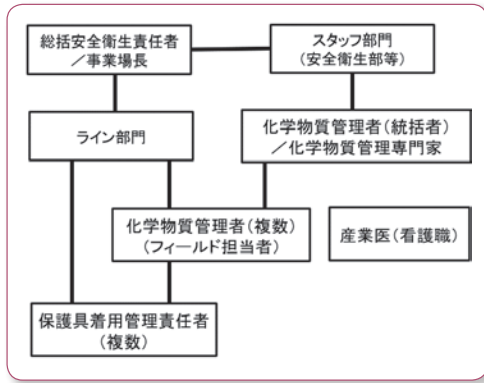 総括安全衛生責任者
／事業場長
スタッフ部門
(安全衛生部等)
ライン部門
化学物質管理者(統括者)
／化学物質管理専門家
化学物質管理者(複数)
(フィールド担当者)
産業医(看護職)
保護具着用管理責任者
(複数)